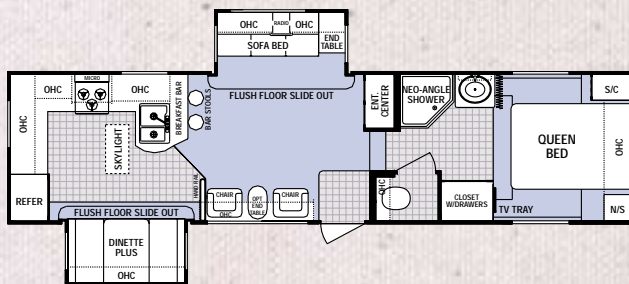 OHC
RADIO
OHC
SOFA BED
END
TABLE
FLUSH FLOOR SLIDE OUT
MICRO
OHC
OHC
OHC
REFER
SKYLIGHT
BREAKFAST BAR
BAR STOOLS
HAND RAIL
FLUSH FLOOR SLIDE OUT
DINETTE
PLUS
OHC
CHAIR
OHC
OPT
END
TABLE
CHAIR
ENT.
CENTER
NEO-ANGLE
SHOWER
OHC
CLOSET
W/DRAWERS
TV TRAY
QUEEN
BED
S/C
OHC
N/S